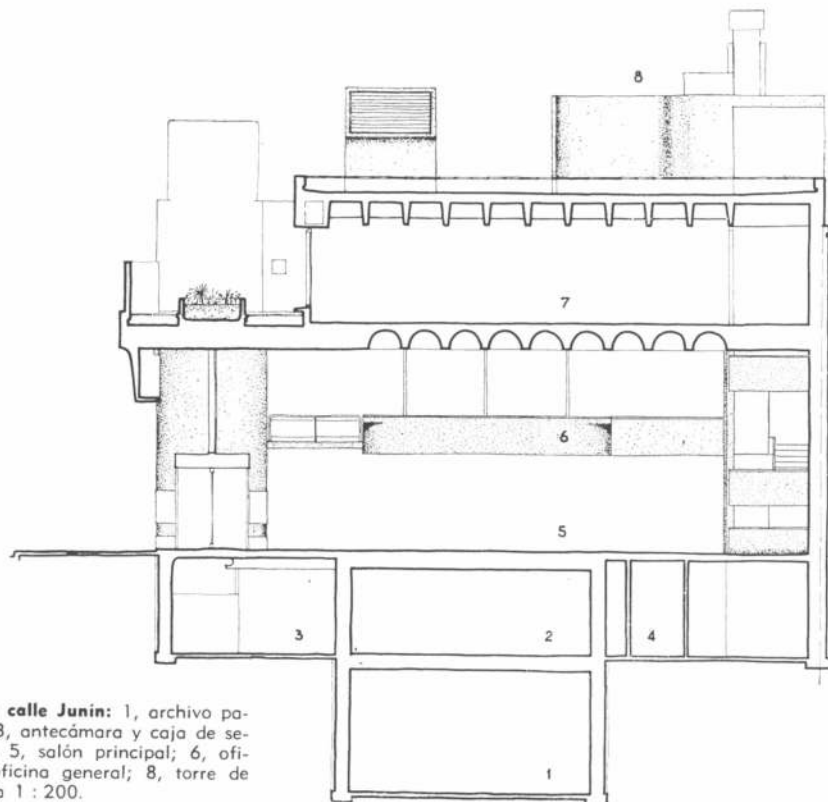 8
7
6
5
3
2
4
1
calle Junín: 1, archivo pa-
3, antecámara y caja de se-
5, salón principal; 6, ofi-
ficina general; 8, torre de
1 : 200.